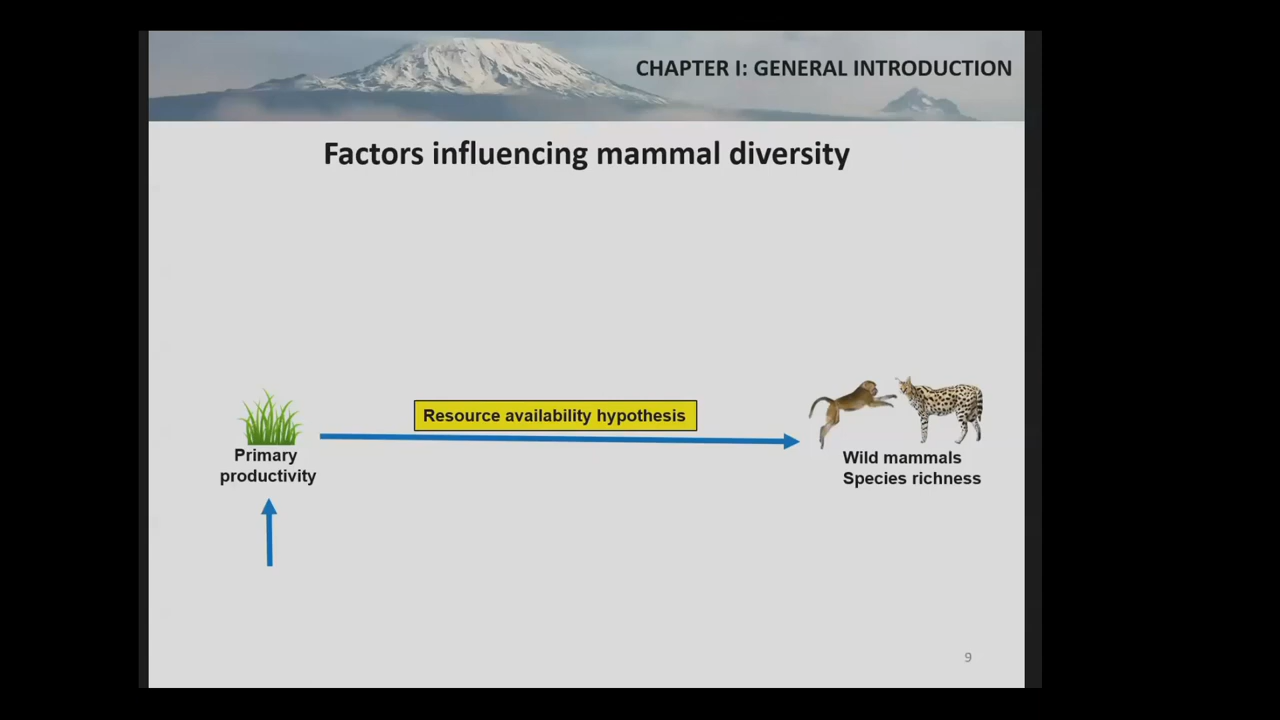 CHAPTER I: GENERAL INTRODUCTION
Factors influencing mammal diversity
Resource availability hypothesis
Primary
productivity
Wild mammals
Species richness
9